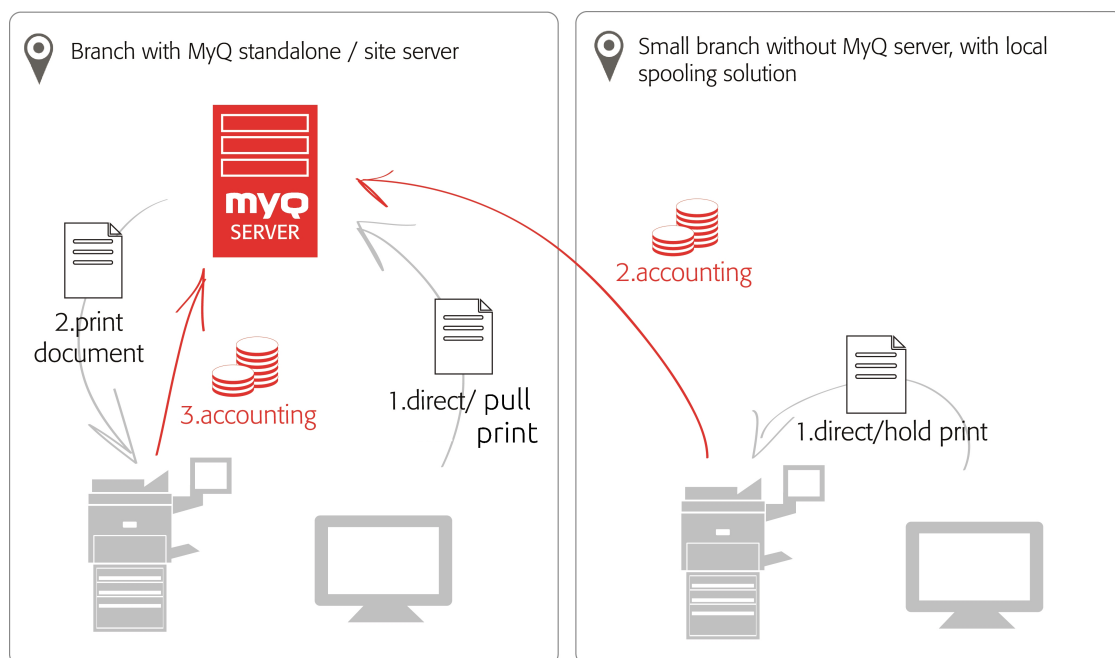 Branch with MyQ standalone / site server
myQ
SERVER
2.print
document
3.accounting
1.direct/ pull
print
Small branch without MyQ server, with local
spooling solution
2.accounting
1.direct/hold print